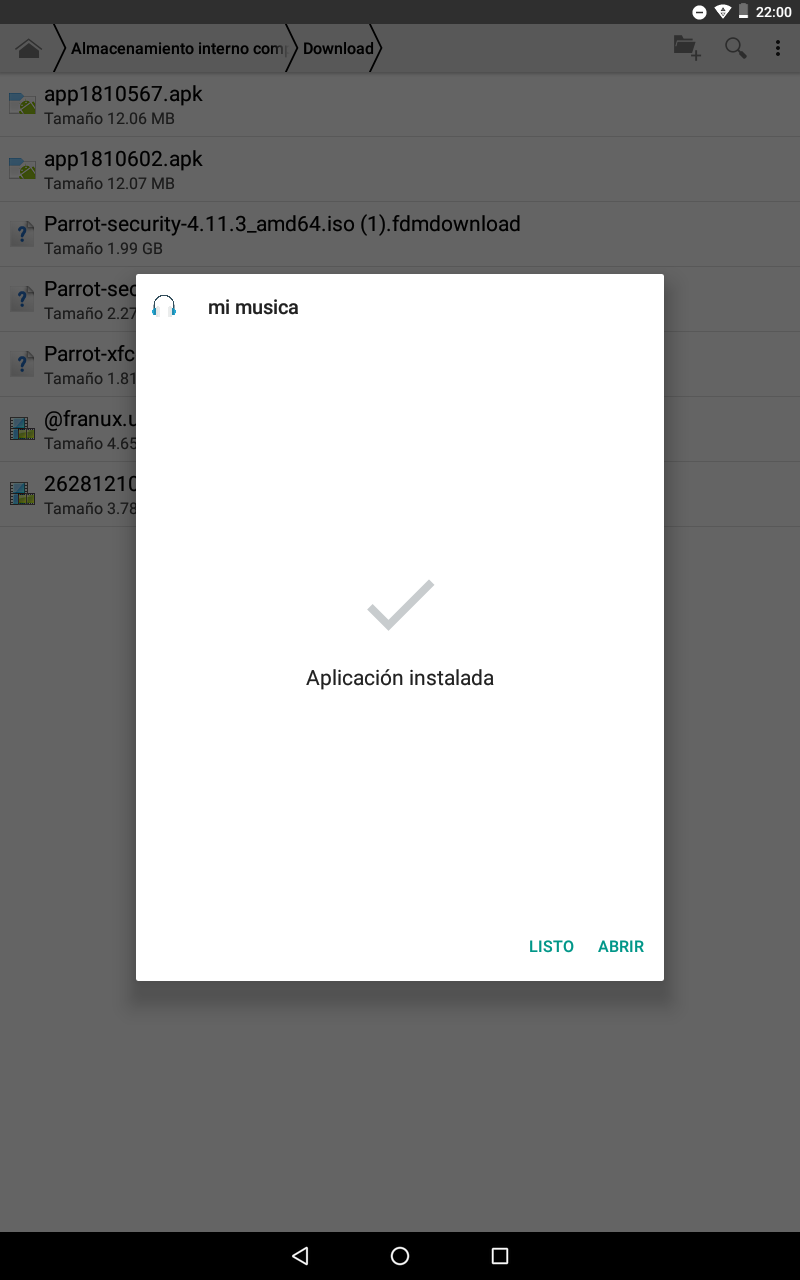 22:00
Almacenamiento interno com
Download
app1810567.apk
Tamaño 12.06 MB
app1810602.apk
Tamaño 12.07 MB
Parrot-security-4.11.3_amd64.iso (1).fdmdownload
Tamaño 1.99 GB
Parrot-sec
Tamaño 2.27
Parrot-xfc
Tamaño 1.81
@franux.u
Tamaño 4.65
26281210
Tamaño 3.78
mi musica
Aplicación instalada
LISTO ABRIR